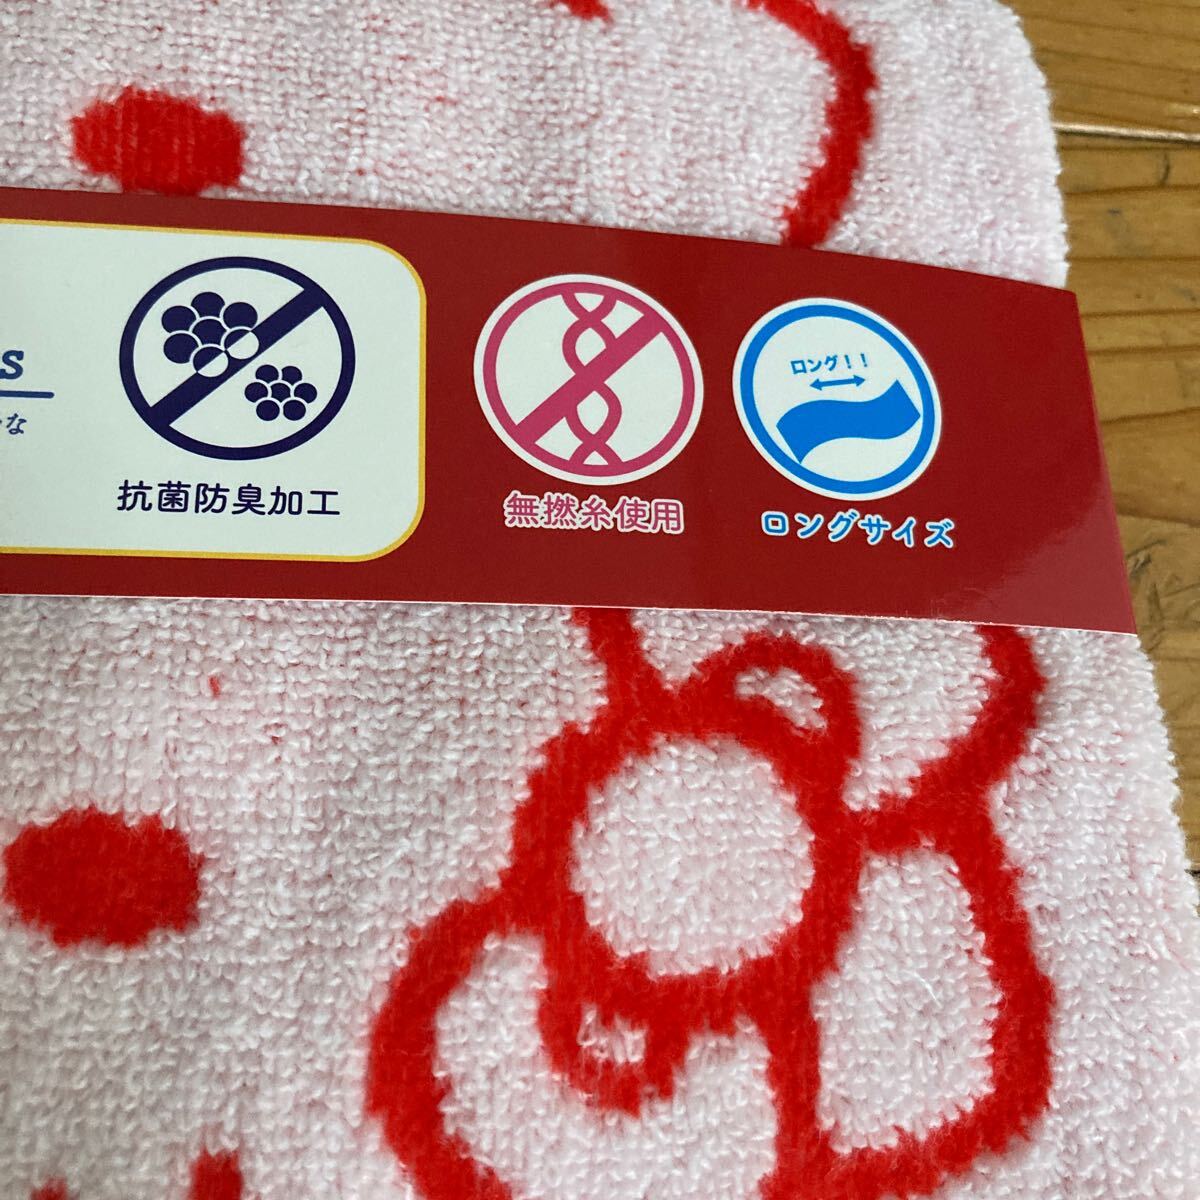 s
な
抗菌防臭加工
無撚糸使用
ロング！！
ロングサイズ